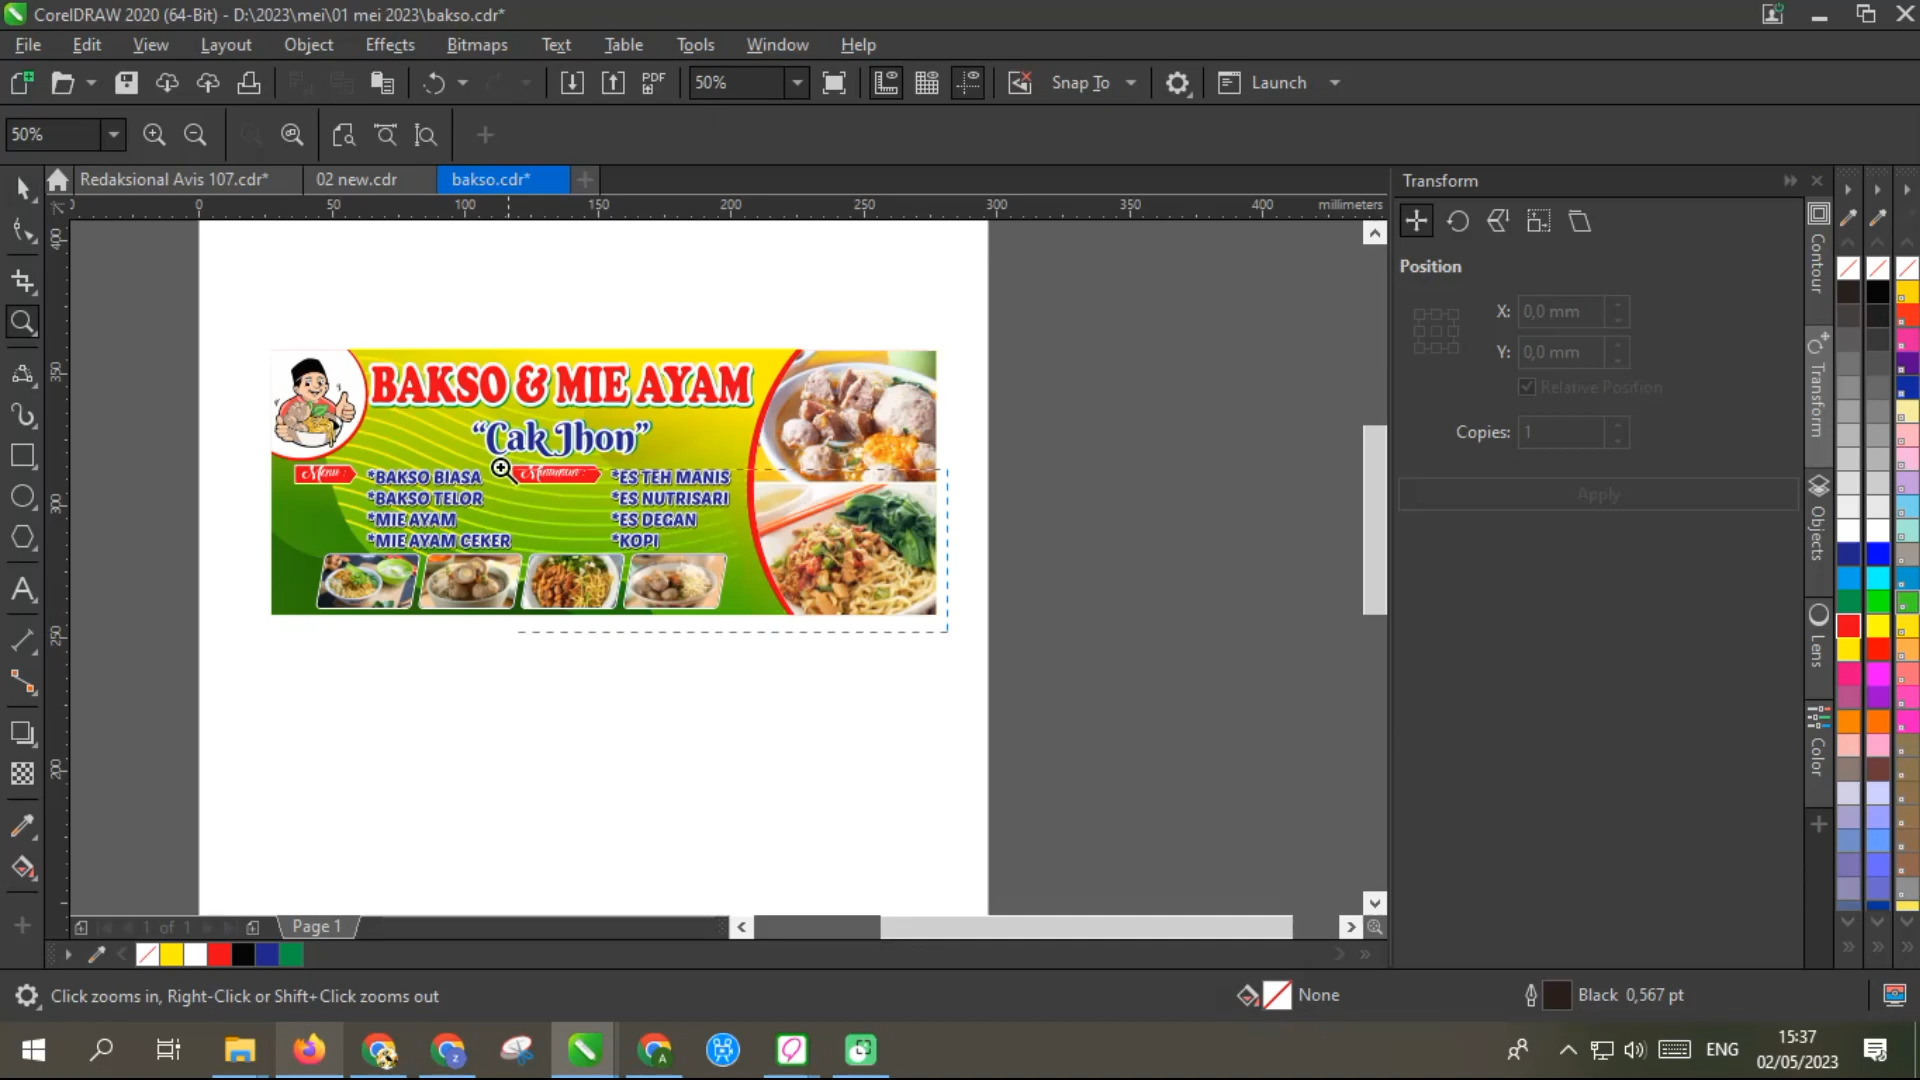 CorelDRAW 2020 (64-Bit) - D:\2023\mei\01 mei 2023\bakso.cdr*
File Edit View Layout Object Effects Bitmaps Text Table Tools Window Help
PDF 50% Snap To Launch
50%
Redaksional Avis 107.cdr* 02 new.cdr bakso.cdr*
0 50 100 150 200 250 300 350 400 millimeters
400
350
300
250
200
BAKSO & MIE AYAM
“Cak Jhon”
Menu : *BAKSO BIASA Minuman : *ES TEH MANIS
*BAKSO TELOR *ES NUTRISARI
*MIE AYAM *ES DEGAN
*MIE AYAM CEKER *KOPI
Transform
Position
X: 0,0 mm
Y: 0,0 mm
Relative Position
Copies: 1
Apply
Contour
Transform
Objects
Lens
Color
1 of 1 Page 1
Click zooms in, Right-Click or Shift+Click zooms out None Black 0,567 pt
Z A ENG 15:37
02/05/2023